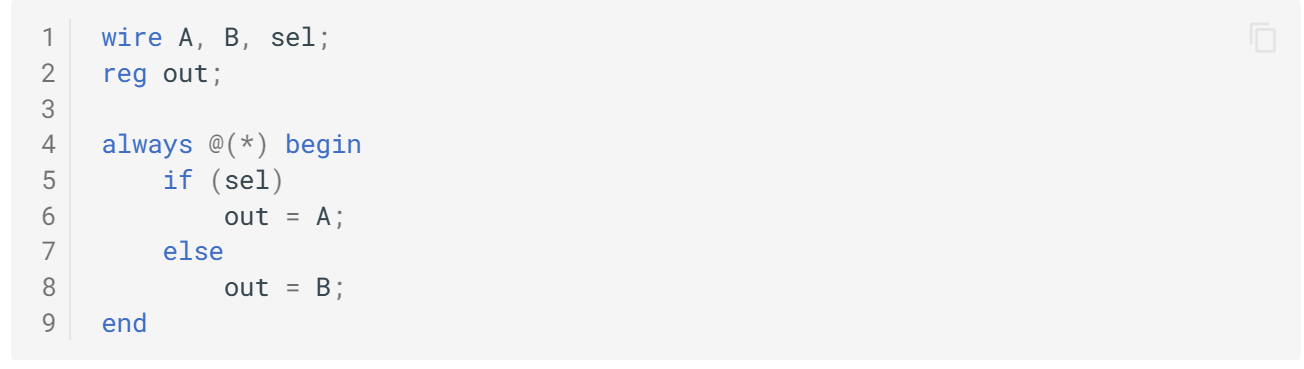 1 wire A, B, sel;
2 reg out;
3
4 always @(*) begin
5     if (sel)
6         out = A;
7     else
8         out = B;
9 end